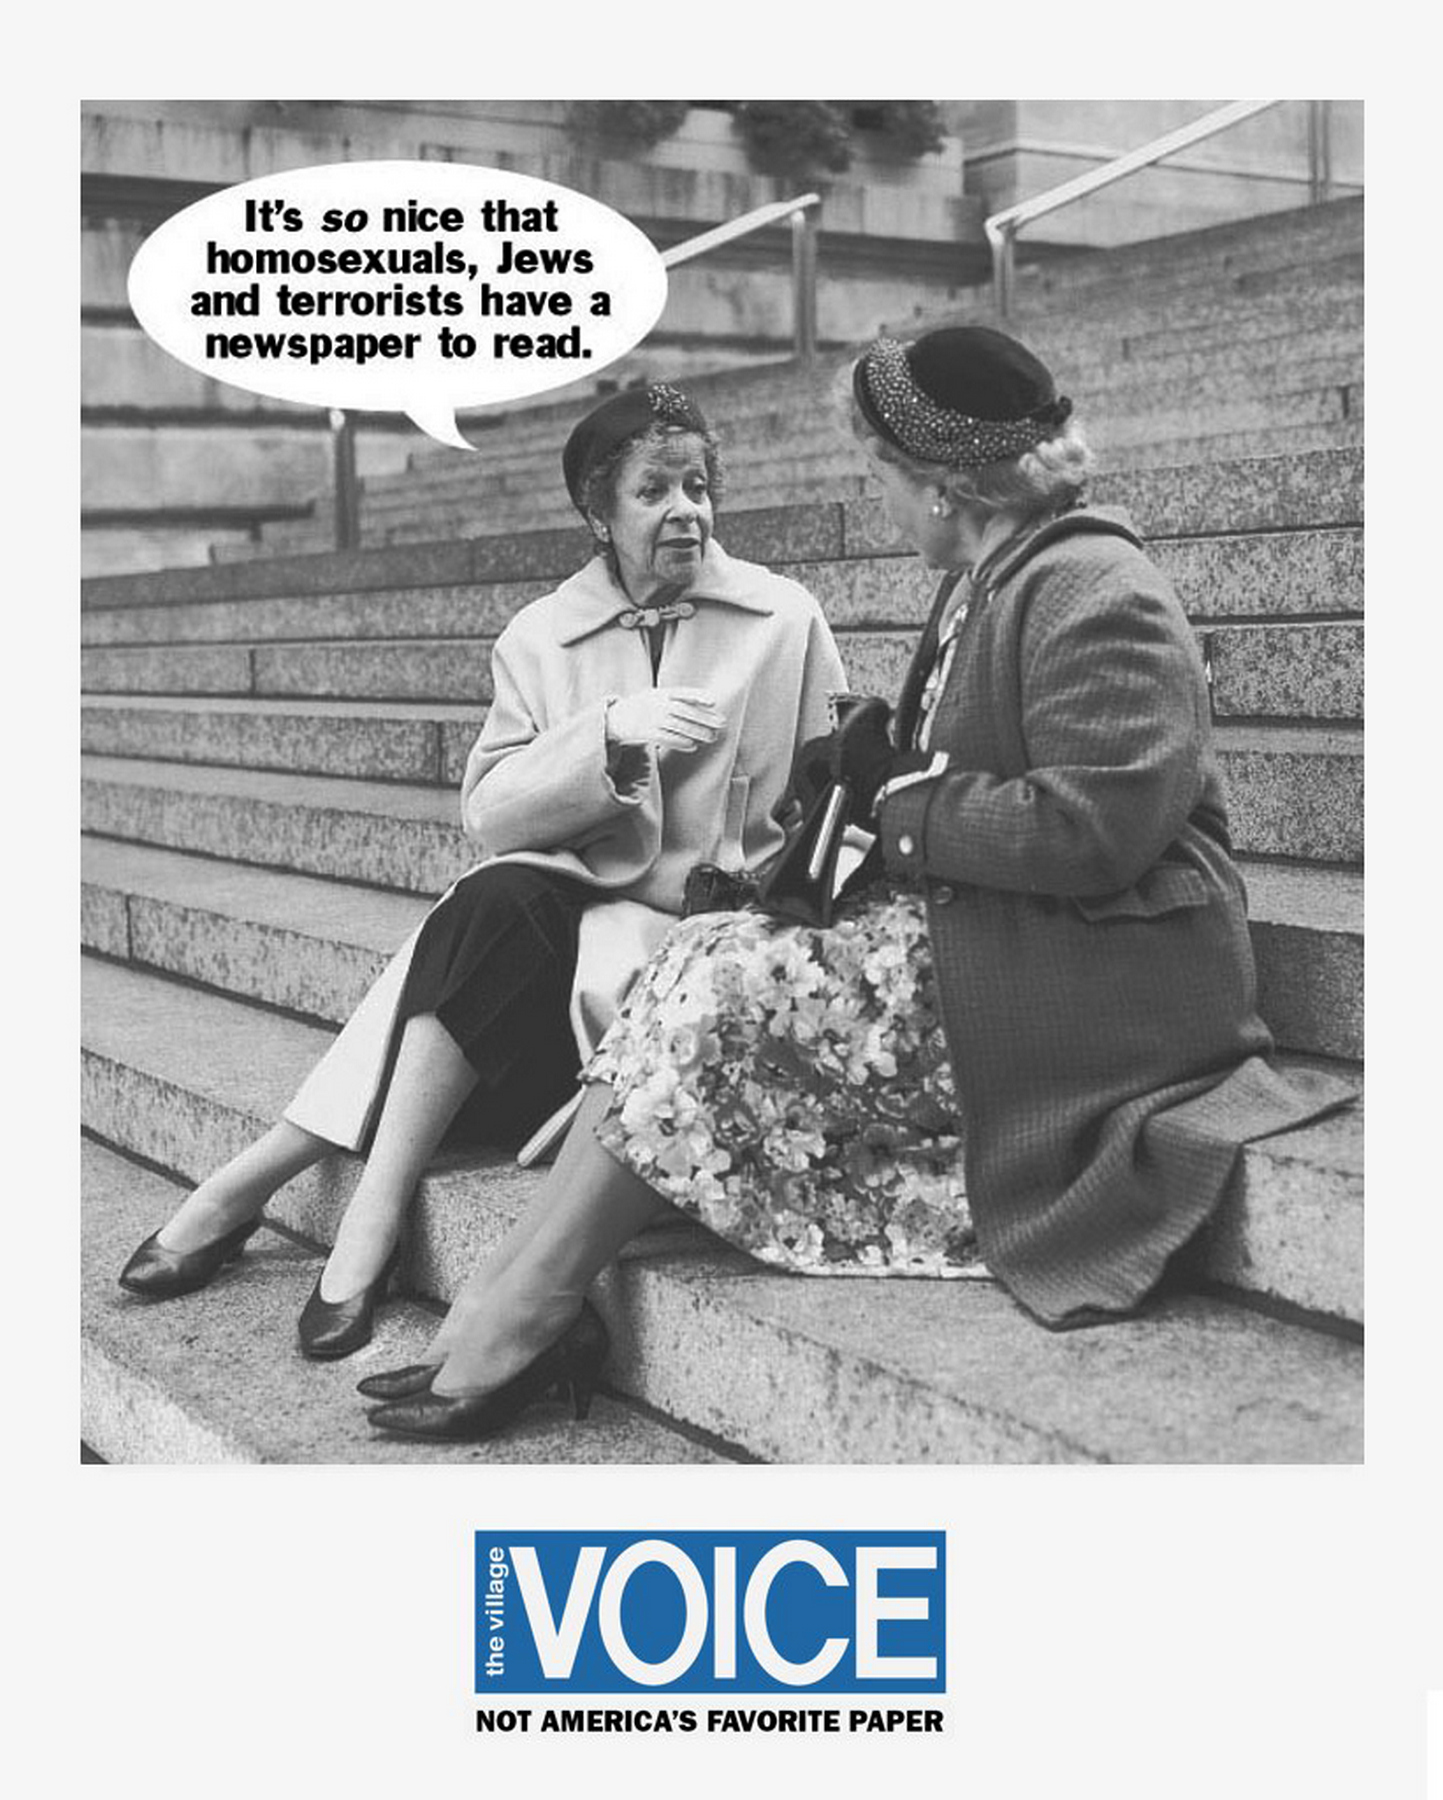 It's so nice that
homosexuals, Jews
and terrorists have a
newspaper to read.
the village
VOICE
NOT AMERICA'S FAVORITE PAPER